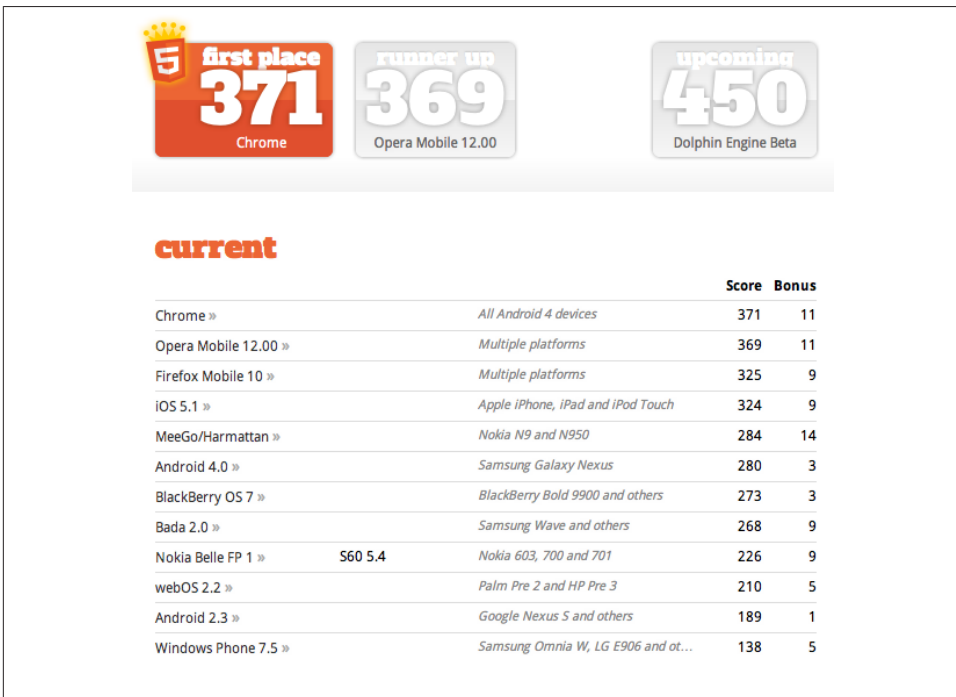 5
first place
371
Chrome
runner up
369
Opera Mobile 12.00
upcoming
450
Dolphin Engine Beta
current
Score Bonus
Chrome » All Android 4 devices 371 11
Opera Mobile 12.00 » Multiple platforms 369 11
Firefox Mobile 10 » Multiple platforms 325 9
iOS 5.1 » Apple iPhone, iPad and iPod Touch 324 9
MeeGo/Harmattan » Nokia N9 and N950 284 14
Android 4.0 » Samsung Galaxy Nexus 280 3
BlackBerry OS 7 » BlackBerry Bold 9900 and others 273 3
Bada 2.0 » Samsung Wave and others 268 9
Nokia Belle FP 1 » S60 5.4 Nokia 603, 700 and 701 226 9
webOS 2.2 » Palm Pre 2 and HP Pre 3 210 5
Android 2.3 » Google Nexus S and others 189 1
Windows Phone 7.5 » Samsung Omnia W, LG E906 and ot... 138 5